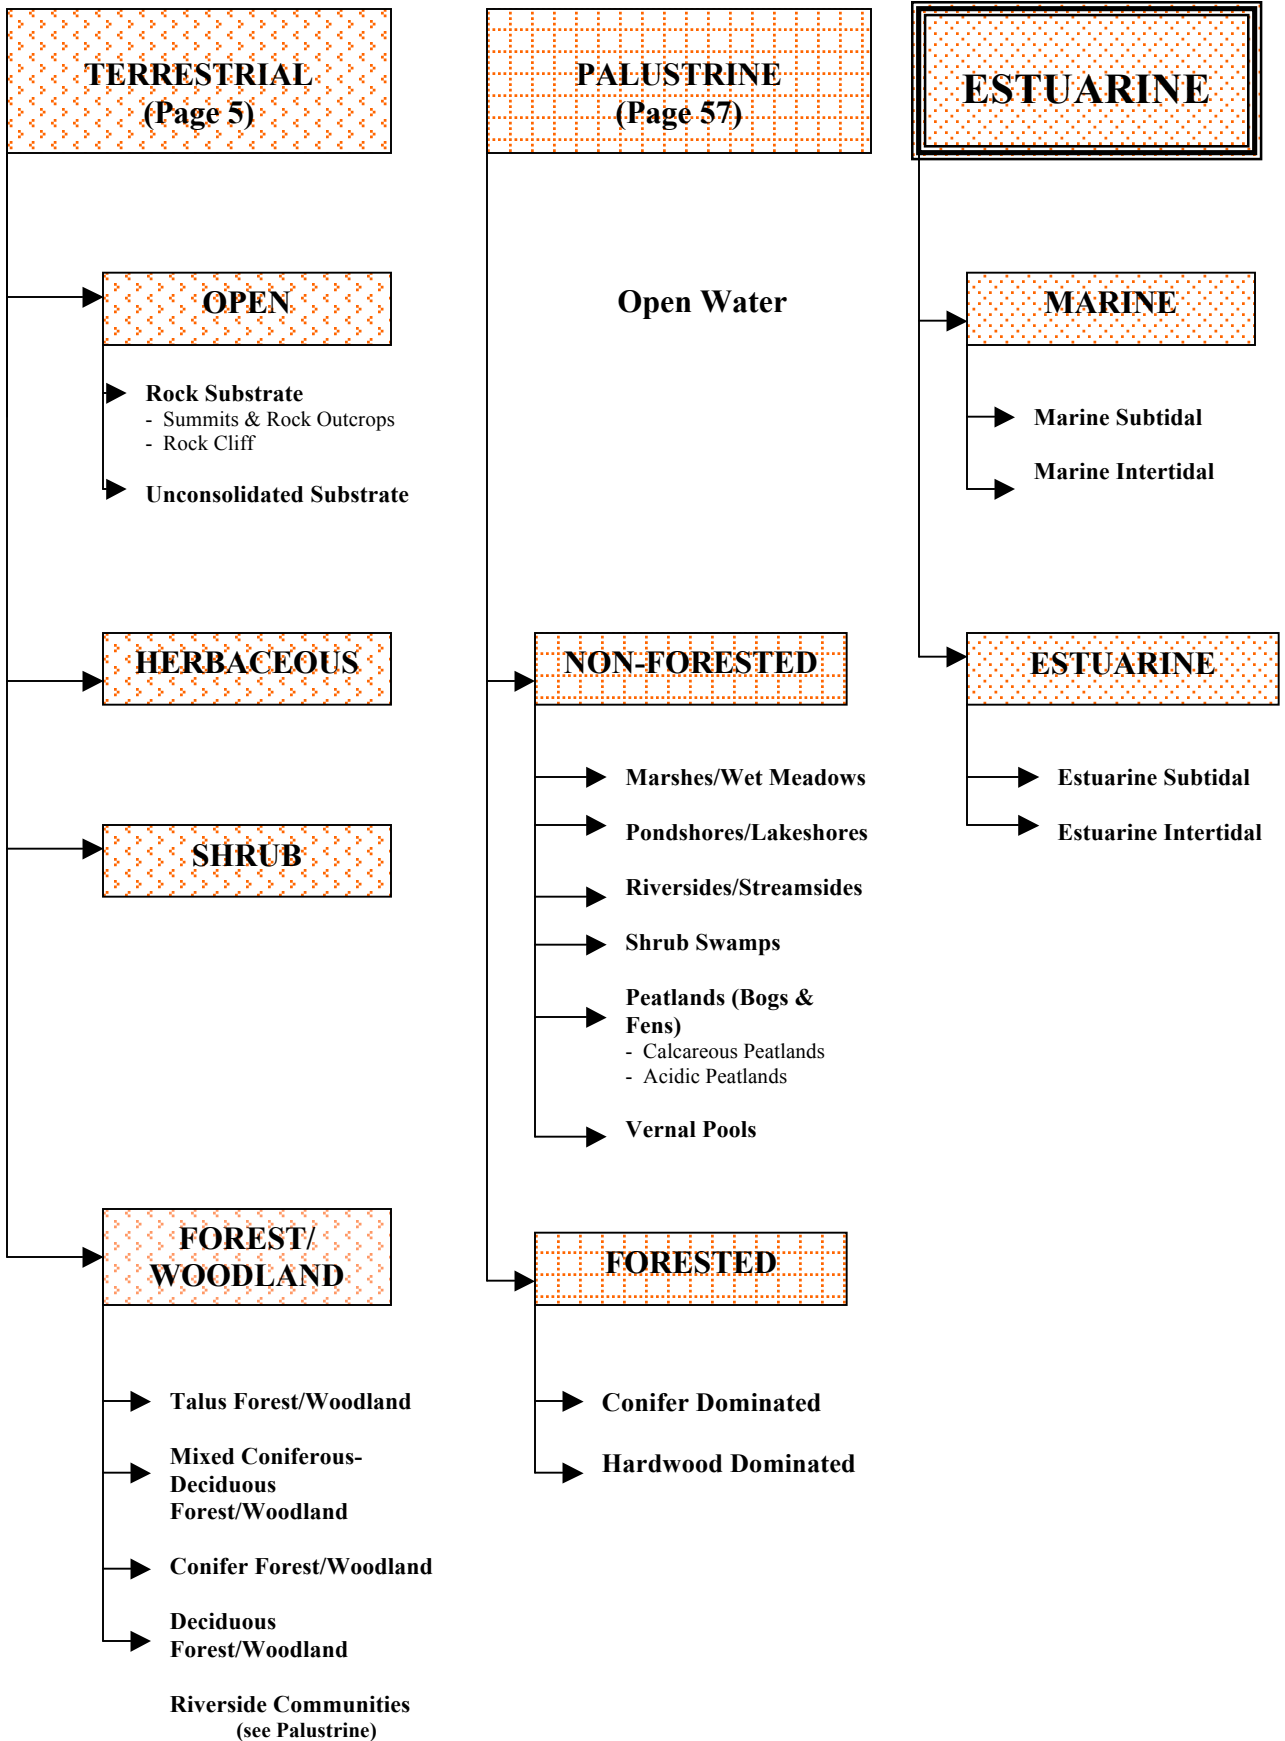 TERRESTRIAL
(Page 5)
OPEN
Rock Substrate
- Summits & Rock Outcrops
- Rock Cliff
Unconsolidated Substrate
HERBACEOUS
SHRUB
FOREST/
WOODLAND
Talus Forest/Woodland
Mixed Coniferous-
Deciduous
Forest/Woodland
Conifer Forest/Woodland
Deciduous
Forest/Woodland
Riverside Communities
(see Palustrine)
PALUSTRINE
(Page 57)
Open Water
NON-FORESTED
Marshes/Wet Meadows
Pondshores/Lakeshores
Riversides/Streamsides
Shrub Swamps
Peatlands (Bogs &
Fens)
- Calcareous Peatlands
- Acidic Peatlands
Vernal Pools
FORESTED
Conifer Dominated
Hardwood Dominated
ESTUARINE
MARINE
Marine Subtidal
Marine Intertidal
ESTUARINE
Estuarine Subtidal
Estuarine Intertidal